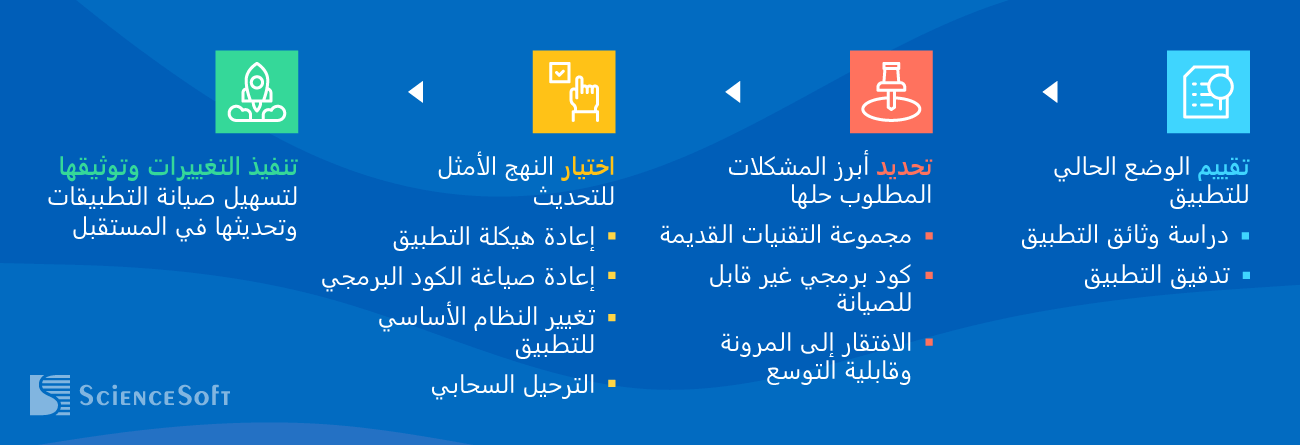 تقييم الوضع الحالي
للتطبيق
دراسة وثائق التطبيق
تدقيق التطبيق
تحديد أبرز المشكلات
المطلوب حلها
مجموعة التقنيات القديمة
كود برمجي غير قابل
للصيانة
الافتقار إلى المرونة
وقابلية التوسع
اختيار النهج الأمثل
للتحديث
إعادة هيكلة التطبيق
إعادة صياغة الكود البرمجي
تغيير النظام الأساسي
للتطبيق
الترحيل السحابي
تنفيذ التغييرات وتوثيقها
لتسهيل صيانة التطبيقات
وتحديثها في المستقبل
ScienceSoft